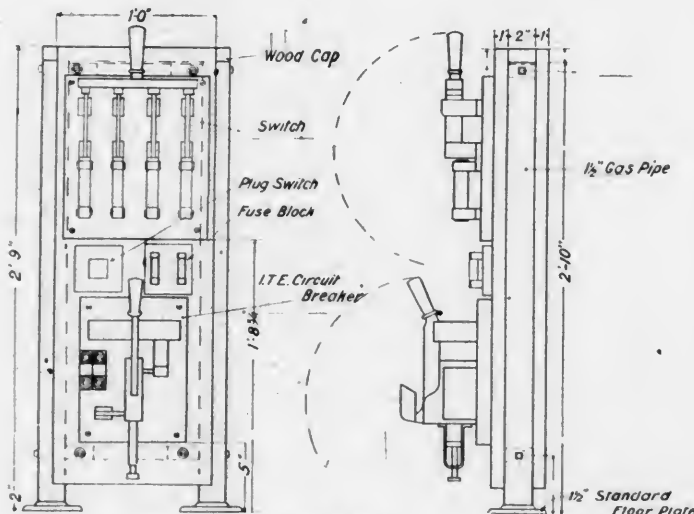 1'-0"
Wood Cap
Switch
Plug Switch
Fuse Block
I.T.E. Circuit
Breaker
2' 9"
1'-8¾"
2"
5"
1" 2" 1"
1½" Gas Pipe
2'-10"
1½" Standard
Floor Plate